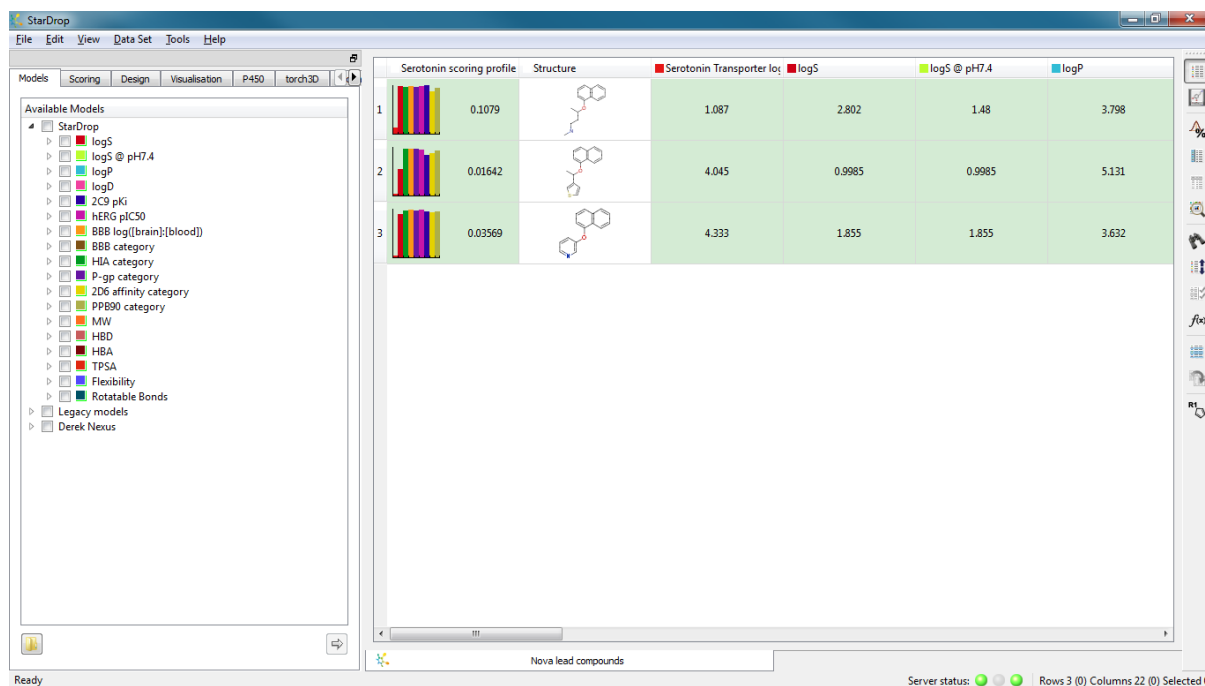 StarDrop
File Edit View Data Set Tools Help
Models Scoring Design Visualisation P450 torch3D
Available Models
StarDrop
logS
logS @ pH7.4
logP
logD
2C9 pKi
hERG pIC50
BBB log([brain]:[blood])
BBB category
HIA category
P-gp category
2D6 affinity category
PPB90 category
MW
HBD
HBA
TPSA
Flexibility
Rotatable Bonds
Legacy models
Derek Nexus
Serotonin scoring profile Structure Serotonin Transporter log logS logS @ pH7.4 logP
1 0.1079 1.087 2.802 1.48 3.798
2 0.01642 4.045 0.9985 0.9985 5.131
3 0.03569 4.333 1.855 1.855 3.632
%
f(x)
R1
Nova lead compounds
Ready Server status: Rows 3 (0) Columns 22 (0) Selected